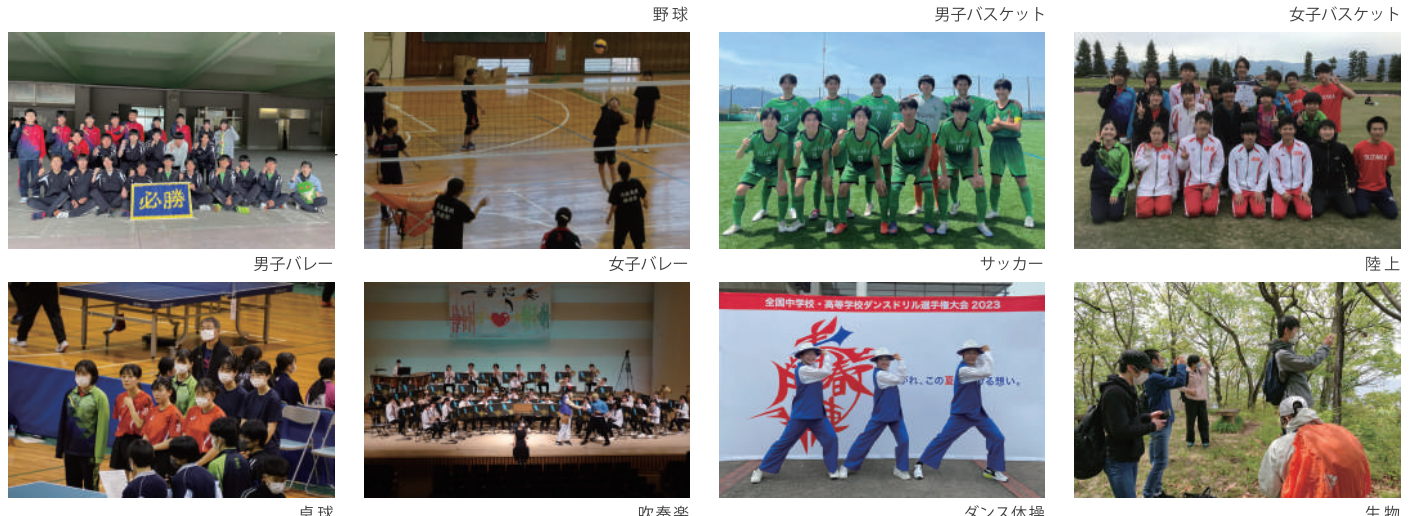 野球
男子バスケット
女子バスケット
必勝
男子バレー
女子バレー
サッカー
陸上
全国中学校・高等学校ダンスドリル選手権大会 2023
卓球
吹奏楽
ダンス体操
生物